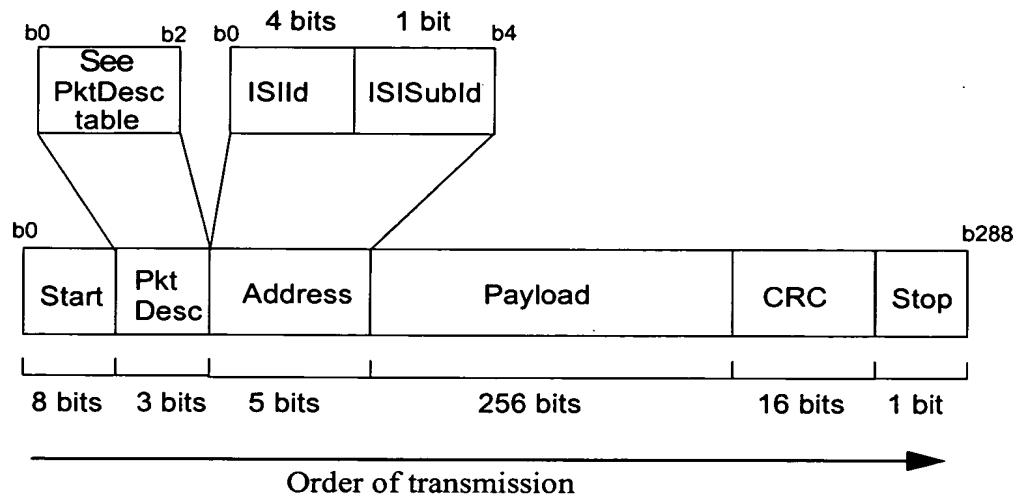 4 bits 1 bit
b0 b2 b0 b4
See
PktDesc
table
ISIId ISISubId
b0 b288
Start Pkt
Desc Address Payload CRC Stop
8 bits 3 bits 5 bits 256 bits 16 bits 1 bit
Order of transmission